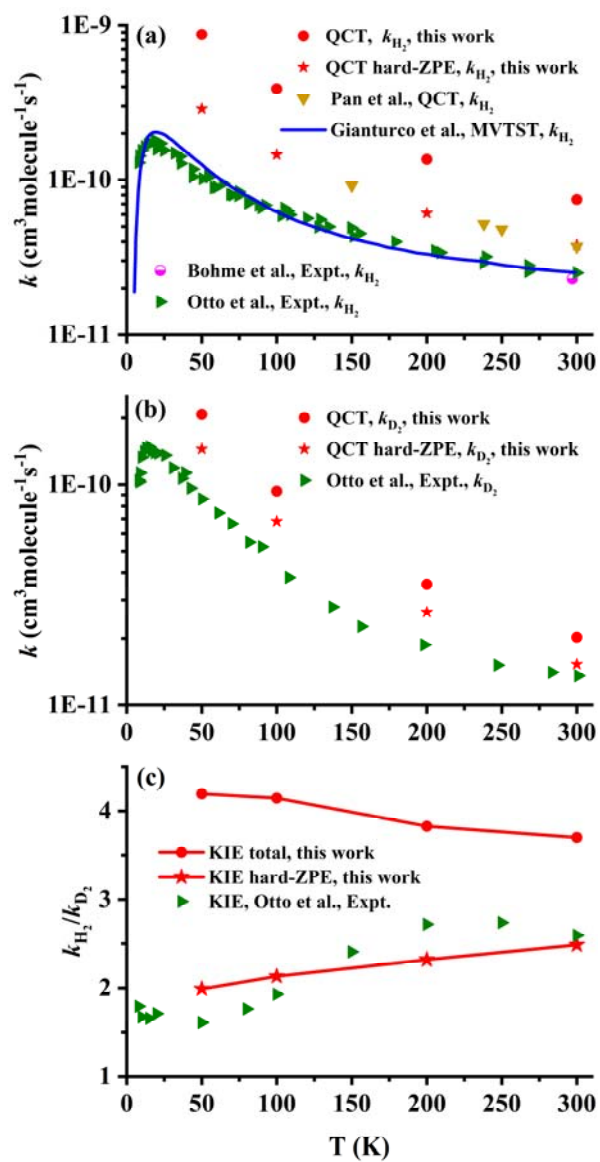 (a)
QCT, k_H₂, this work
QCT hard-ZPE, k_H₂, this work
Pan et al., QCT, k_H₂
Gianturco et al., MVTST, k_H₂
Bohme et al., Expt., k_H₂
Otto et al., Expt., k_H₂
k (cm³ molecule⁻¹s⁻¹)
1E-9
1E-10
1E-11
0 50 100 150 200 250 300
(b)
QCT, k_D₂, this work
QCT hard-ZPE, k_D₂, this work
Otto et al., Expt., k_D₂
k (cm³molecule⁻¹s⁻¹)
1E-10
1E-11
0 50 100 150 200 250 300
(c)
KIE total, this work
KIE hard-ZPE, this work
KIE, Otto et al., Expt.
k_H₂/k_D₂
4
3
2
1
0 50 100 150 200 250 300
T (K)